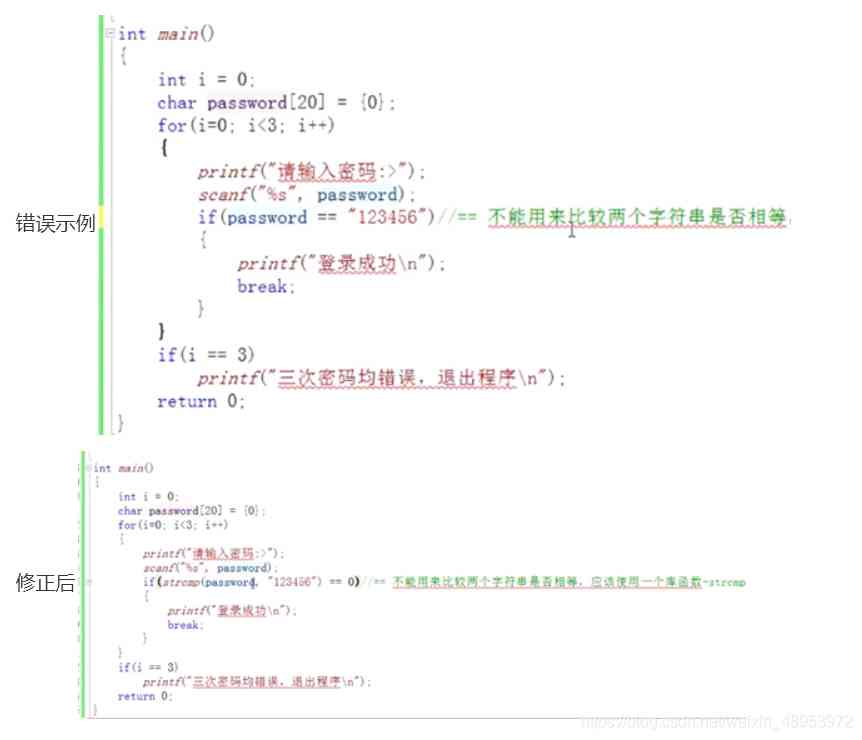 int main()
{
int i = 0;
char password[20] = {0};
for(i=0; i<3; i++)
{
printf("请输入密码:>");
scanf("%s", password);
错误示例
if(password == "123456")//== 不能用来比较两个字符串是否相等
{
printf("登录成功\n");
break;
}
}
if(i == 3)
printf("三次密码均错误，退出程序\n");
return 0;
}
int main()
{
int i = 0;
char password[20] = {0};
for(i=0; i<3; i++)
{
printf("请输入密码:>");
scanf("%s", password);
修正后
if(strcmp(password, "123456") == 0)//== 不能用来比较两个字符串是否相等，应该使用一个库函数-strcmp
{
printf("登录成功\n");
break;
}
}
if(i == 3)
printf("三次密码均错误，退出程序\n");
return 0;
}
https://blog.csdn.net/weixin_48953972